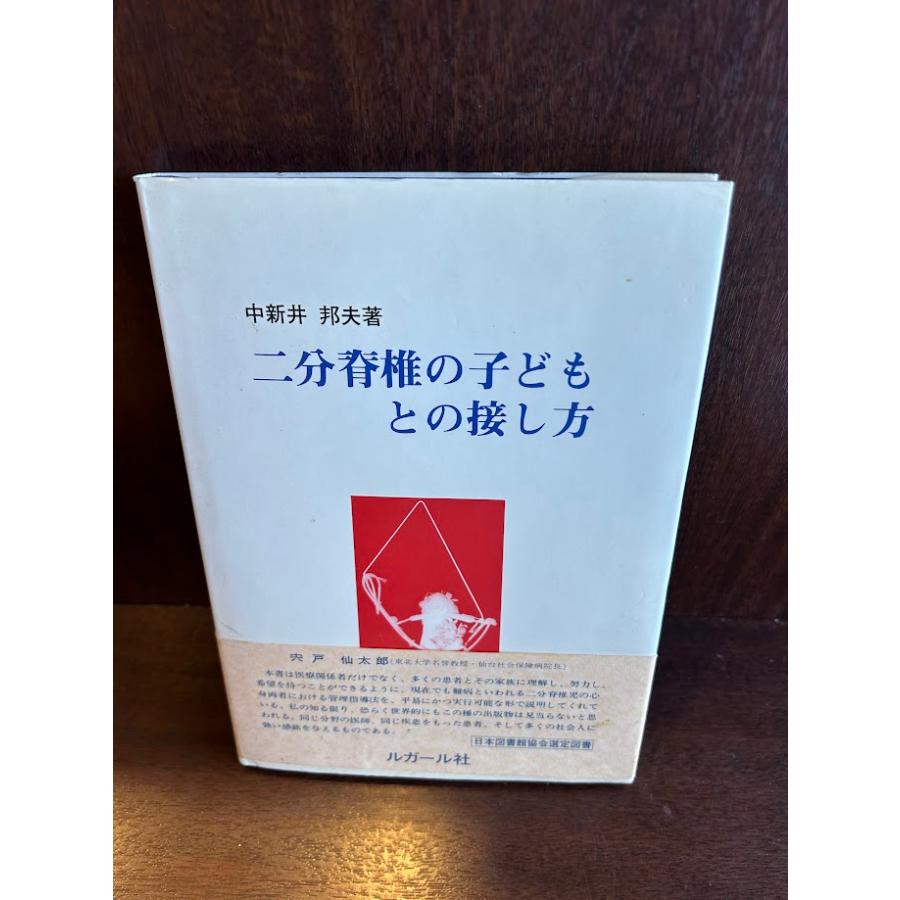 中新井 邦夫著
二分脊椎の子ども
との接し方
宍戸 仙太郎(東北大学名誉教授・仙台社会保険病院長)
本書は医療関係者だけでなく、多くの患者とその家族に理解し、努力し、
希望を持つことができるように、現在でも難病といわれる二分脊椎児の心
身両者における管理指導法を、平易にかつ実行可能な形で説明してくれて
いる。私の知る限り、恐らく世界的にもこの種の出版物は見当らないと思
われる。同じ分野の医師、同じ疾患をもった患者、そして多くの社会人に
強い感銘を与えるものである。
日本図書館協会選定図書
ルガール社